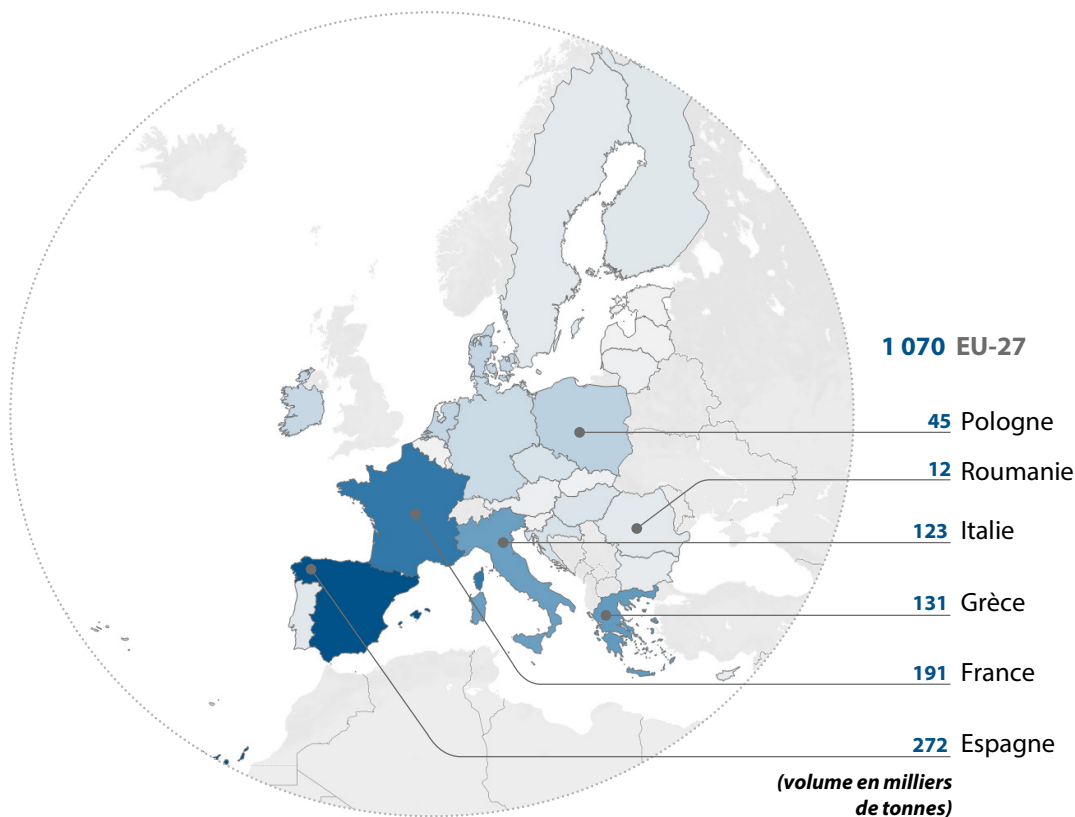 1 070 EU-27
45 Pologne
12 Roumanie
123 Italie
131 Grèce
191 France
272 Espagne
(volume en milliers
de tonnes)